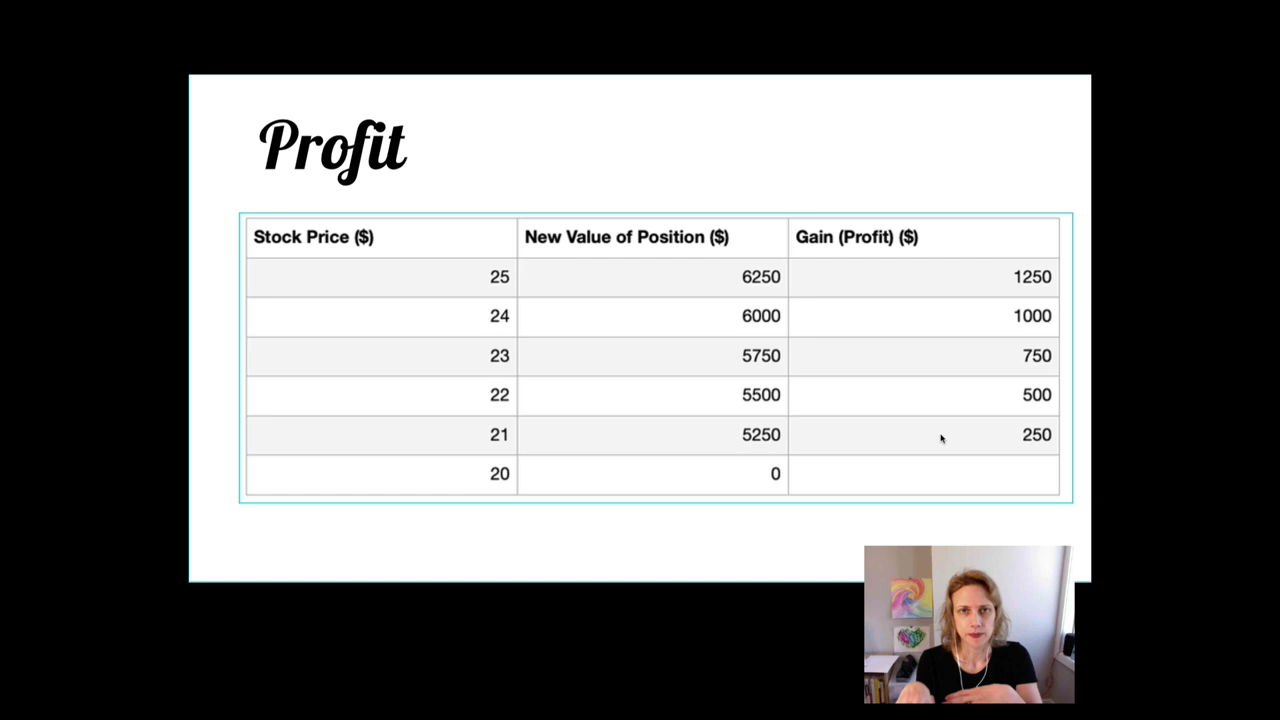 Profit
Stock Price ($) New Value of Position ($) Gain (Profit) ($)
25 6250 1250
24 6000 1000
23 5750 750
22 5500 500
21 5250 250
20 0